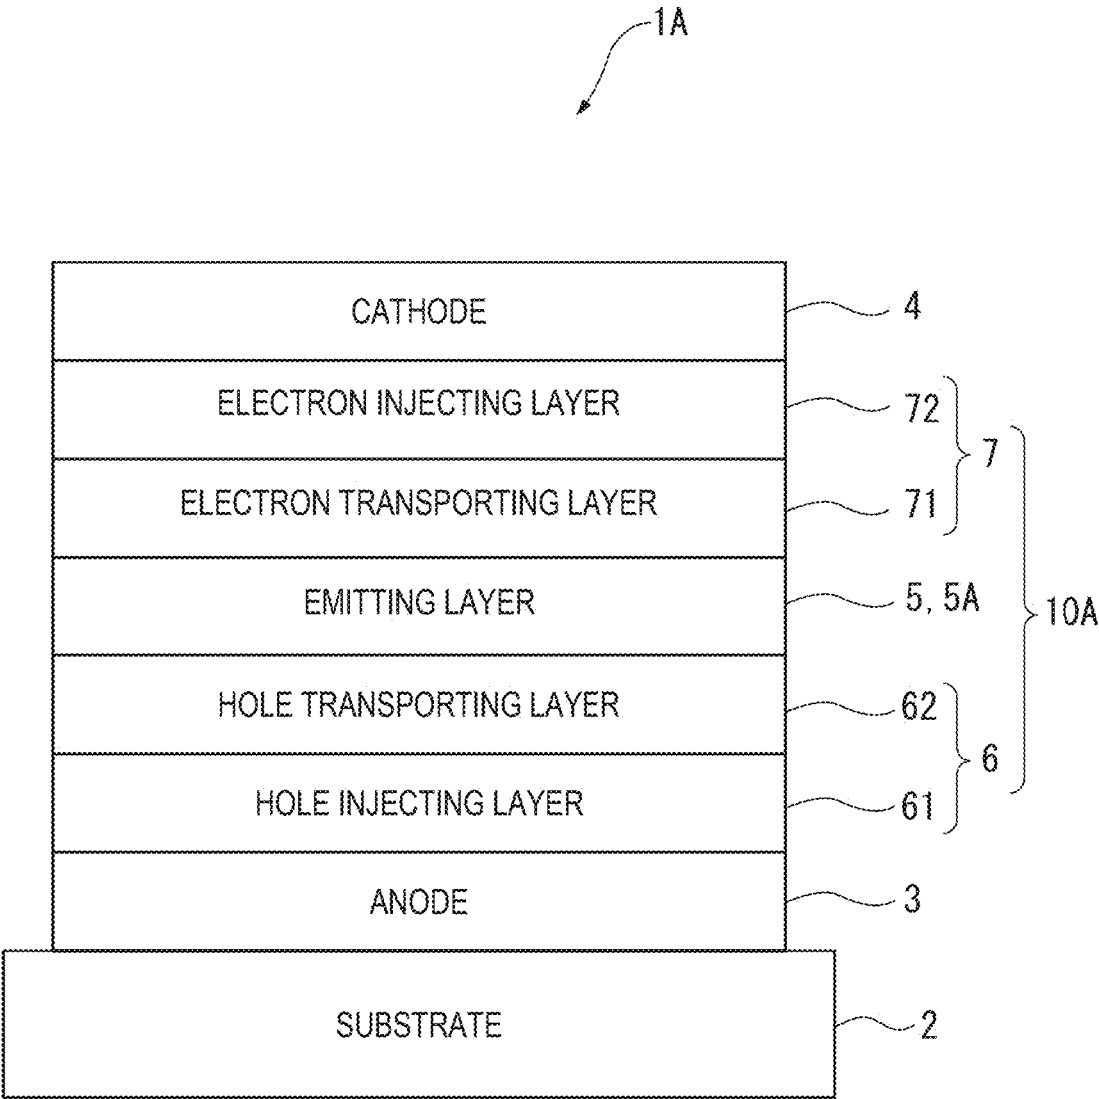 1A
CATHODE 4
ELECTRON INJECTING LAYER 72
7
ELECTRON TRANSPORTING LAYER 71
EMITTING LAYER 5, 5A
10A
HOLE TRANSPORTING LAYER 62
6
HOLE INJECTING LAYER 61
ANODE 3
SUBSTRATE 2